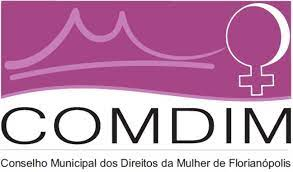 COMDIM
Conselho Municipal dos Direitos da Mulher de Florianópolis